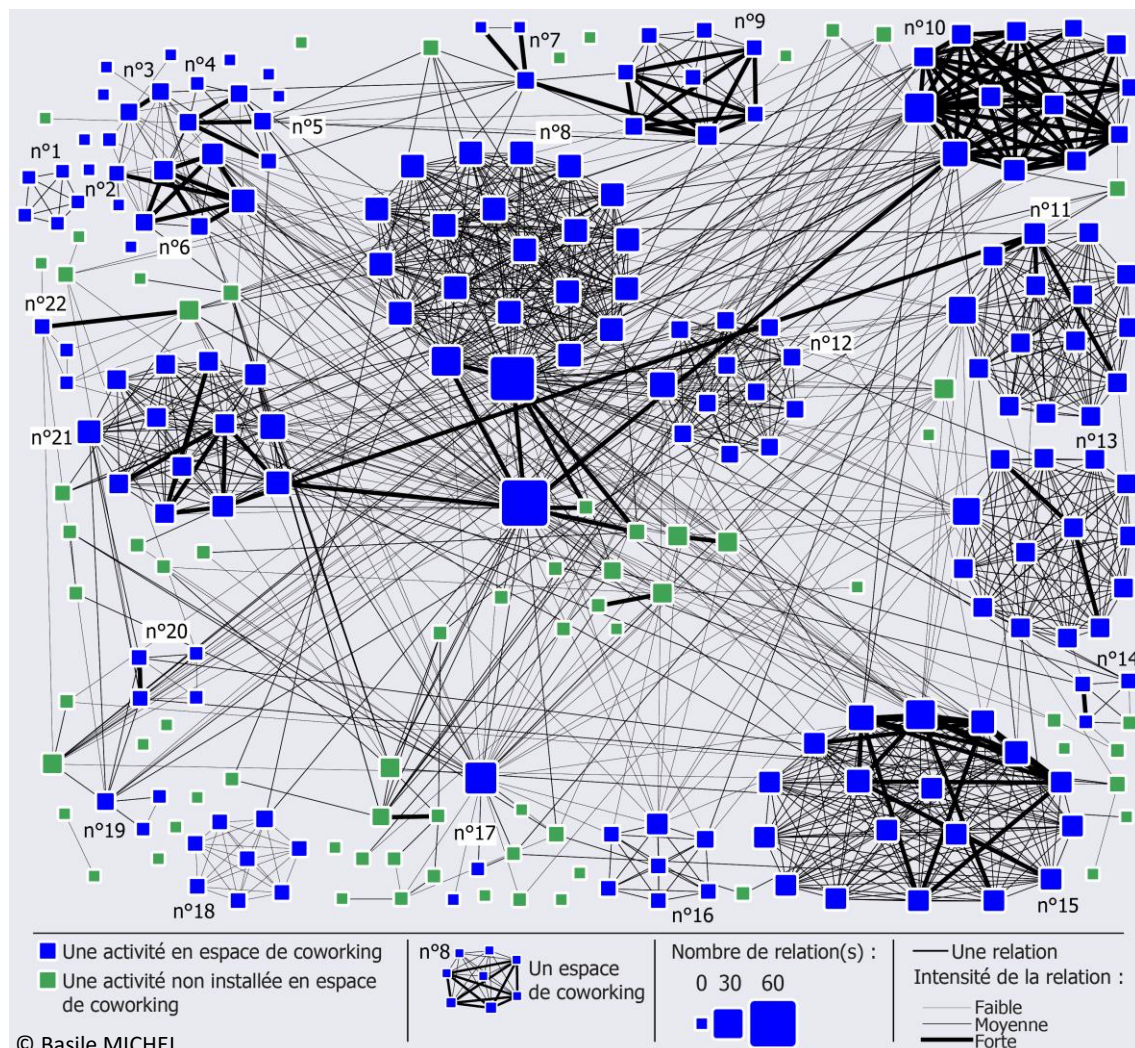 n°7
n°9
n°10
n°3
n°4
n°5
n°8
n°1
n°2
n°6
n°11
n°22
n°12
n°21
n°13
n°20
n°14
n°19
n°17
n°18
n°16
n°15
Une activité en espace de coworking
Une activité non installée en espace
de coworking
n°8
Un espace
de coworking
Nombre de relation(s) :
0 30 60
Une relation
Intensité de la relation :
Faible
Moyenne
Forte
© Basile MICHEL